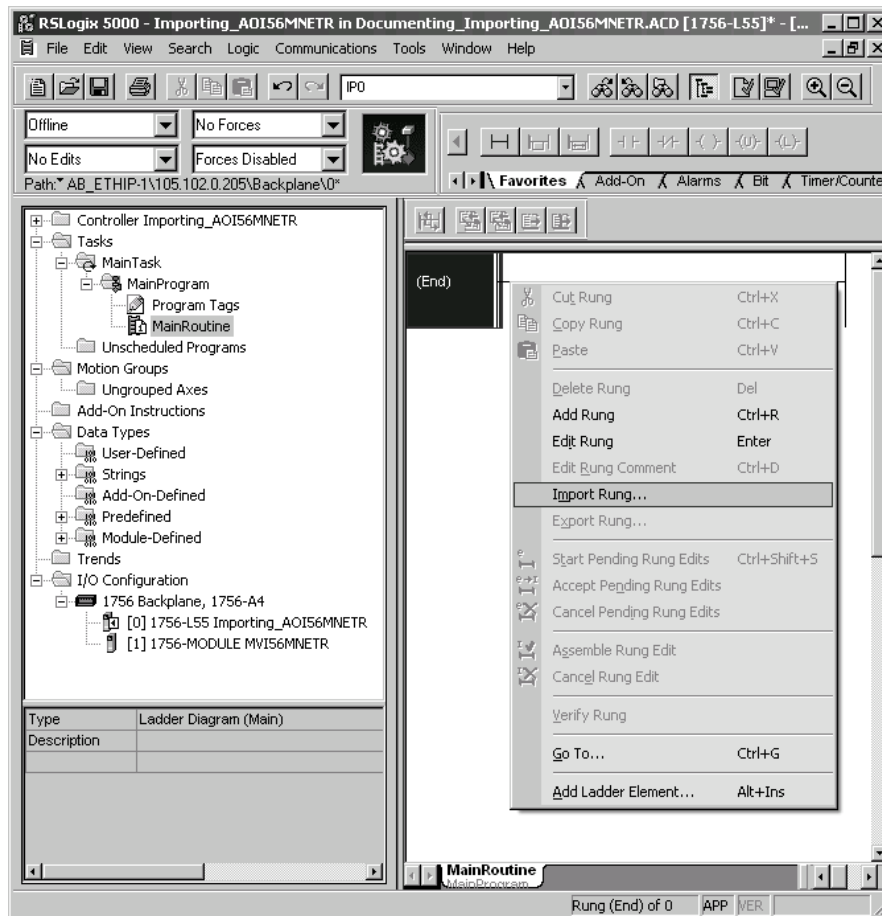 RSLogix 5000 - Importing_AOI56MNETR in Documenting_Importing_AOI56MNETR.ACD [1756-L55]* - [...
File Edit View Search Logic Communications Tools Window Help
IPO
Offline
No Forces
No Edits
Forces Disabled
Path: AB_ETHIP-1\105.102.0.205\Backplane\0*
Favorites Add-On Alarms Bit Timer/Counte
Controller Importing_AOI56MNETR
Tasks
MainTask
MainProgram
Program Tags
MainRoutine
Unscheduled Programs
Motion Groups
Ungrouped Axes
Add-On Instructions
Data Types
User-Defined
Strings
Add-On-Defined
Predefined
Module-Defined
Trends
I/O Configuration
1756 Backplane, 1756-A4
[0] 1756-L55 Importing_AOI56MNETR
[1] 1756-MODULE MVI56MNETR
Type Ladder Diagram (Main)
Description
(End)
Cut Rung Ctrl+X
Copy Rung Ctrl+C
Paste Ctrl+V
Delete Rung Del
Add Rung Ctrl+R
Edit Rung Enter
Edit Rung Comment Ctrl+D
Import Rung...
Export Rung...
Start Pending Rung Edits Ctrl+Shift+S
Accept Pending Rung Edits
Cancel Pending Rung Edits
Assemble Rung Edit
Cancel Rung Edit
Verify Rung
Go To... Ctrl+G
Add Ladder Element... Alt+Ins
MainRoutine
MainProgram
Rung (End) of 0 APP VER